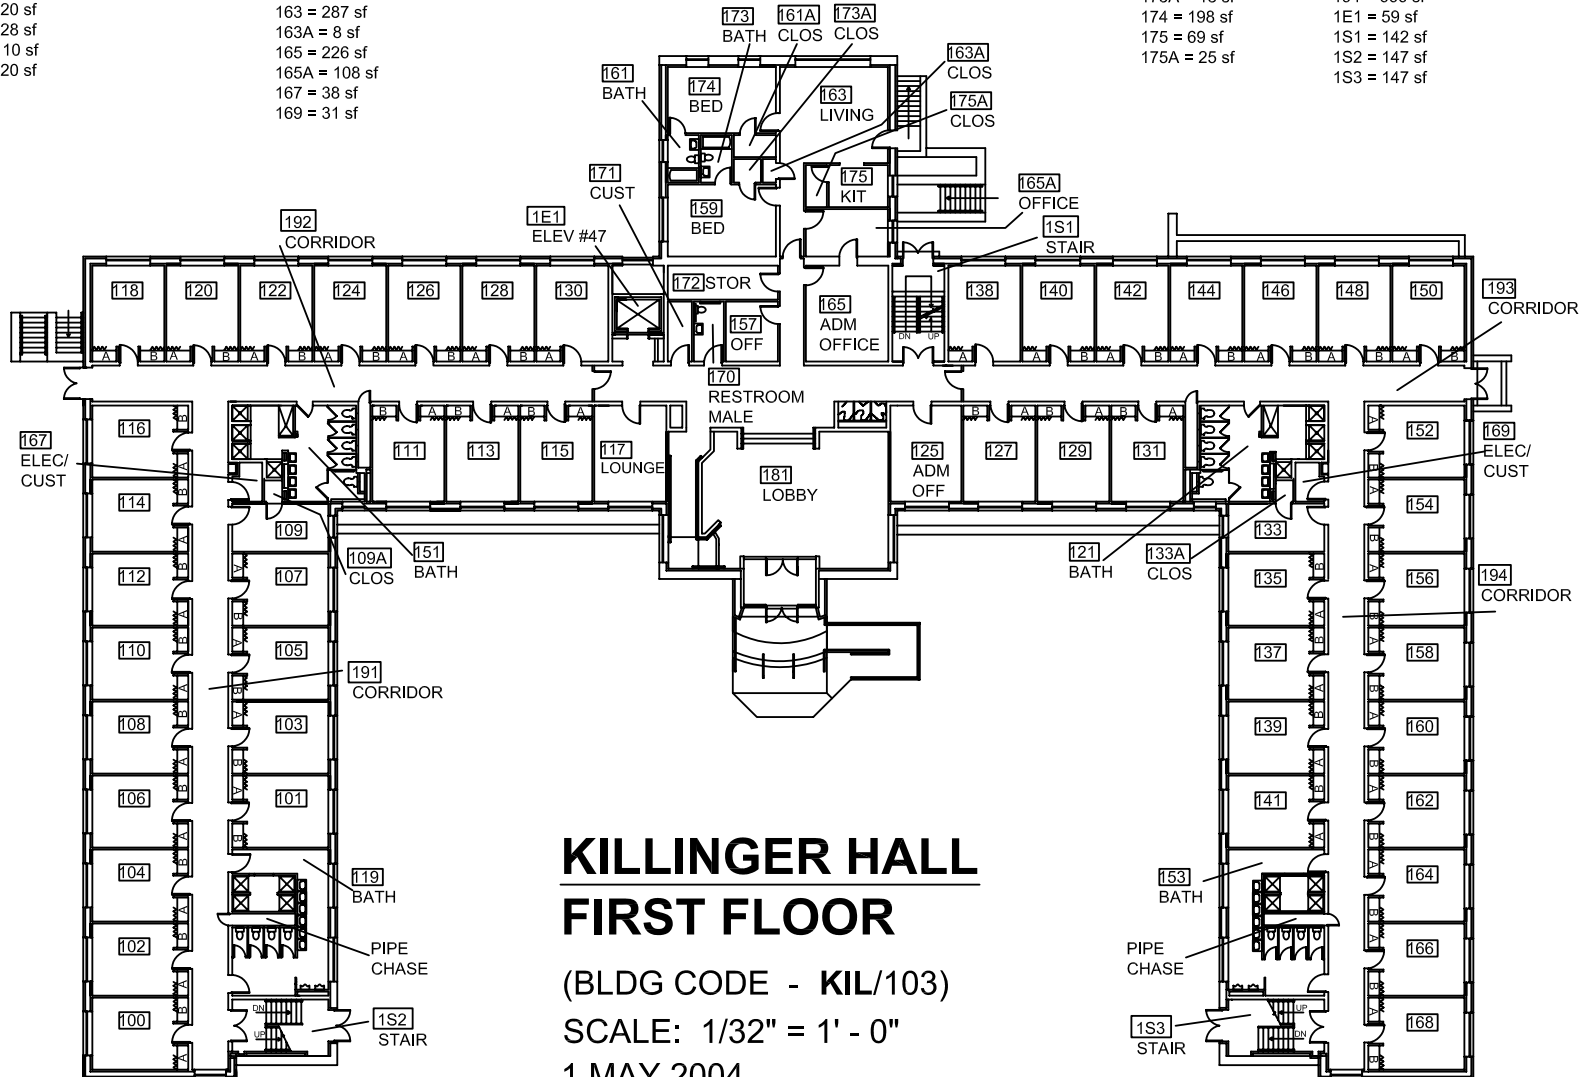 20 sf
28 sf
10 sf
20 sf
163 = 287 sf
163A = 8 sf
165 = 226 sf
165A = 108 sf
167 = 38 sf
169 = 31 sf
174 = 198 sf
175 = 69 sf
175A = 25 sf
1E1 = 59 sf
1S1 = 142 sf
1S2 = 147 sf
1S3 = 147 sf
173
BATH
161A
CLOS
173A
CLOS
163A
CLOS
161
BATH
174
BED
163
LIVING
175A
CLOS
171
CUST
175
KIT
165A
OFFICE
1E1
ELEV #47
159
BED
192
CORRIDOR
1S1
STAIR
172 STOR
118
120
122
124
126
128
130
157
OFF
165
ADM
OFFICE
138
140
142
144
146
148
150
193
CORRIDOR
DN
UP
A B A B A B A B A B A B A B
A B A B A B A B A B A B A B
170
RESTROOM
MALE
B A B A B A
B A B A B A
116
167
ELEC/
CUST
111
113
115
117
LOUNGE
181
LOBBY
125
ADM
OFF
127
129
131
152
169
ELEC/
CUST
114
109
109A
CLOS
151
BATH
121
BATH
133A
CLOS
133
154
112
107
135
156
194
CORRIDOR
110
105
191
CORRIDOR
137
158
108
103
139
160
106
101
141
162
104
119
BATH
153
BATH
164
102
PIPE
CHASE
PIPE
CHASE
166
100
DN
UP
1S2
STAIR
1S3
STAIR
UP
DN
168
KILLINGER HALL
FIRST FLOOR
(BLDG CODE - KIL/103)
SCALE: 1/32" = 1' - 0"
1 MAY 2004